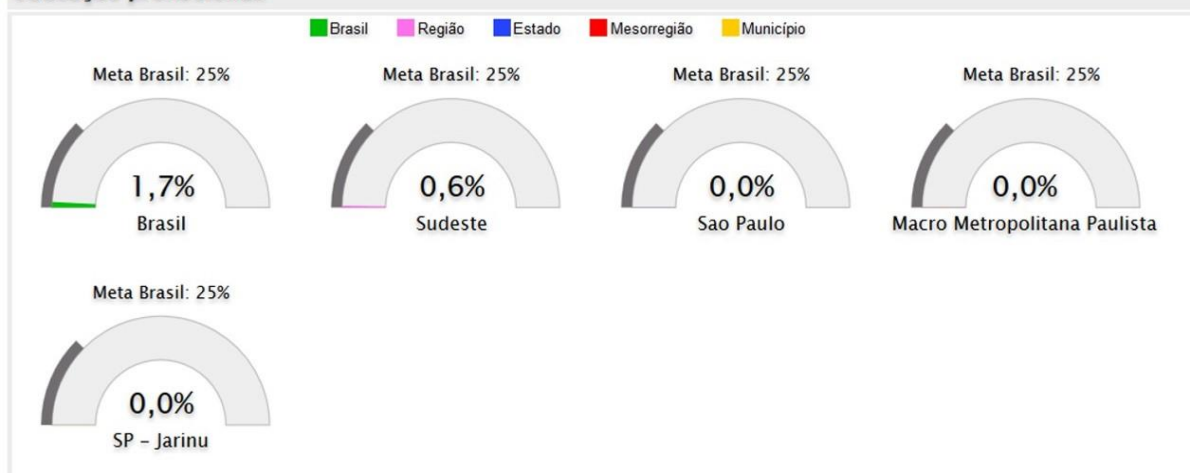 Brasil Região Estado Mesorregião Município
Meta Brasil: 25% Meta Brasil: 25% Meta Brasil: 25% Meta Brasil: 25%
1,7% 0,6% 0,0% 0,0%
Brasil Sudeste Sao Paulo Macro Metropolitana Paulista
Meta Brasil: 25%
0,0%
SP – Jarinu